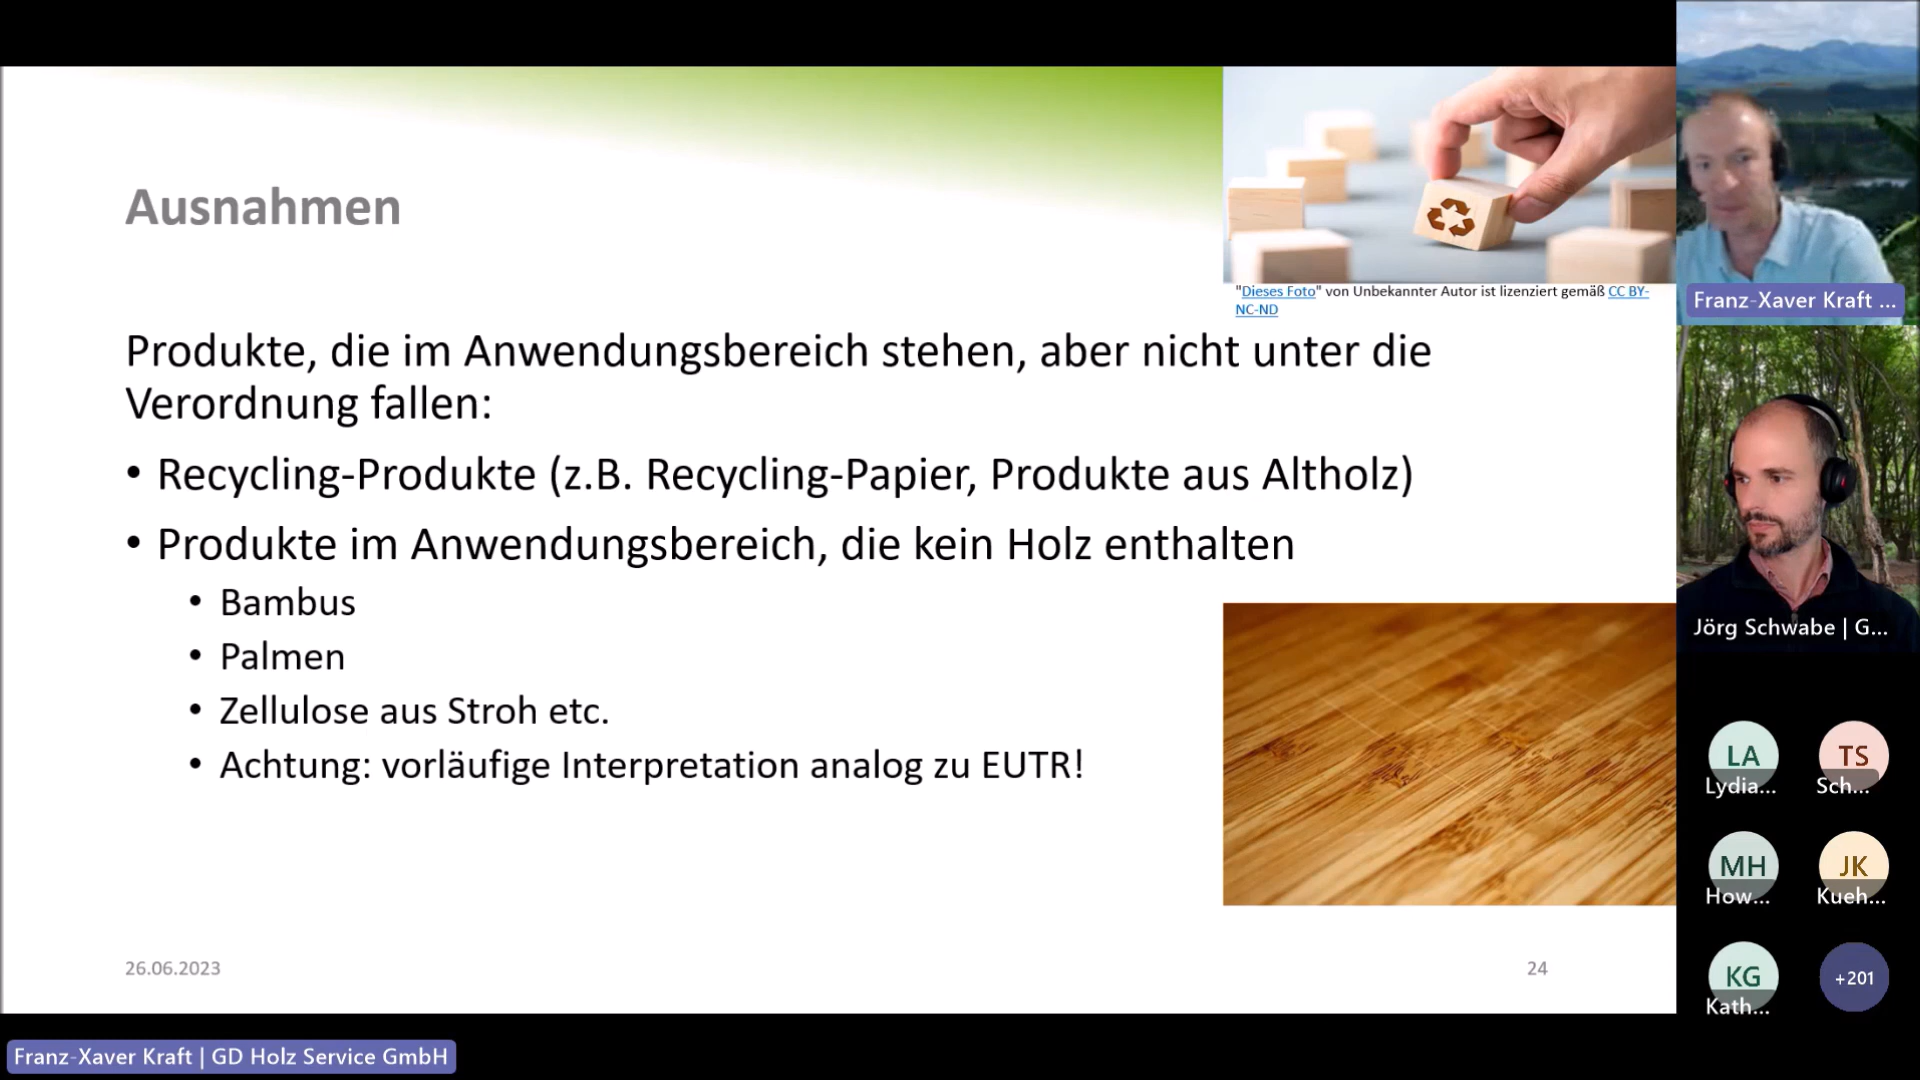 Ausnahmen
"Dieses Foto" von Unbekannter Autor ist lizenziert gemäß CC BY-
NC-ND
Produkte, die im Anwendungsbereich stehen, aber nicht unter die
Verordnung fallen:
• Recycling-Produkte (z.B. Recycling-Papier, Produkte aus Altholz)
• Produkte im Anwendungsbereich, die kein Holz enthalten
• Bambus
• Palmen
• Zellulose aus Stroh etc.
• Achtung: vorläufige Interpretation analog zu EUTR!
26.06.2023
24
Franz-Xaver Kraft | GD Holz Service GmbH
Franz-Xaver Kraft ...
Jörg Schwabe | G...
LA
Lydia...
TS
Sch...
MH
How...
JK
Kueh...
KG
Kath...
+201